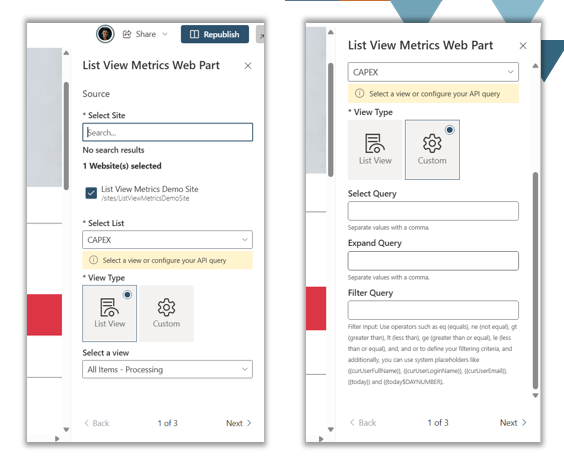 Share
Republish
List View Metrics Web Part
Source
* Select Site
Search...
No search results
1 Website(s) selected
List View Metrics Demo Site
/sites/ListViewMetricsDemoSite
* Select List
CAPEX
Select a view or configure your API query
* View Type
List View
Custom
Select a view
All Items - Processing
Back
1 of 3
Next
List View Metrics Web Part
CAPEX
Select a view or configure your API query
* View Type
List View
Custom
Select Query
Separate values with a comma.
Expand Query
Separate values with a comma.
Filter Query
Filter Input: Use operators such as eq (equals), ne (not equal), gt
(greater than), lt (less than), ge (greater than or equal), le (less
than or equal), and, and or to define your filtering criteria, and
additionally, you can use system placeholders like
{{curUserFullName}}, {{curUserLoginName}}, {{curUserEmail}},
{{today}} and {{today$DAYNUMBER}.
Back
1 of 3
Next